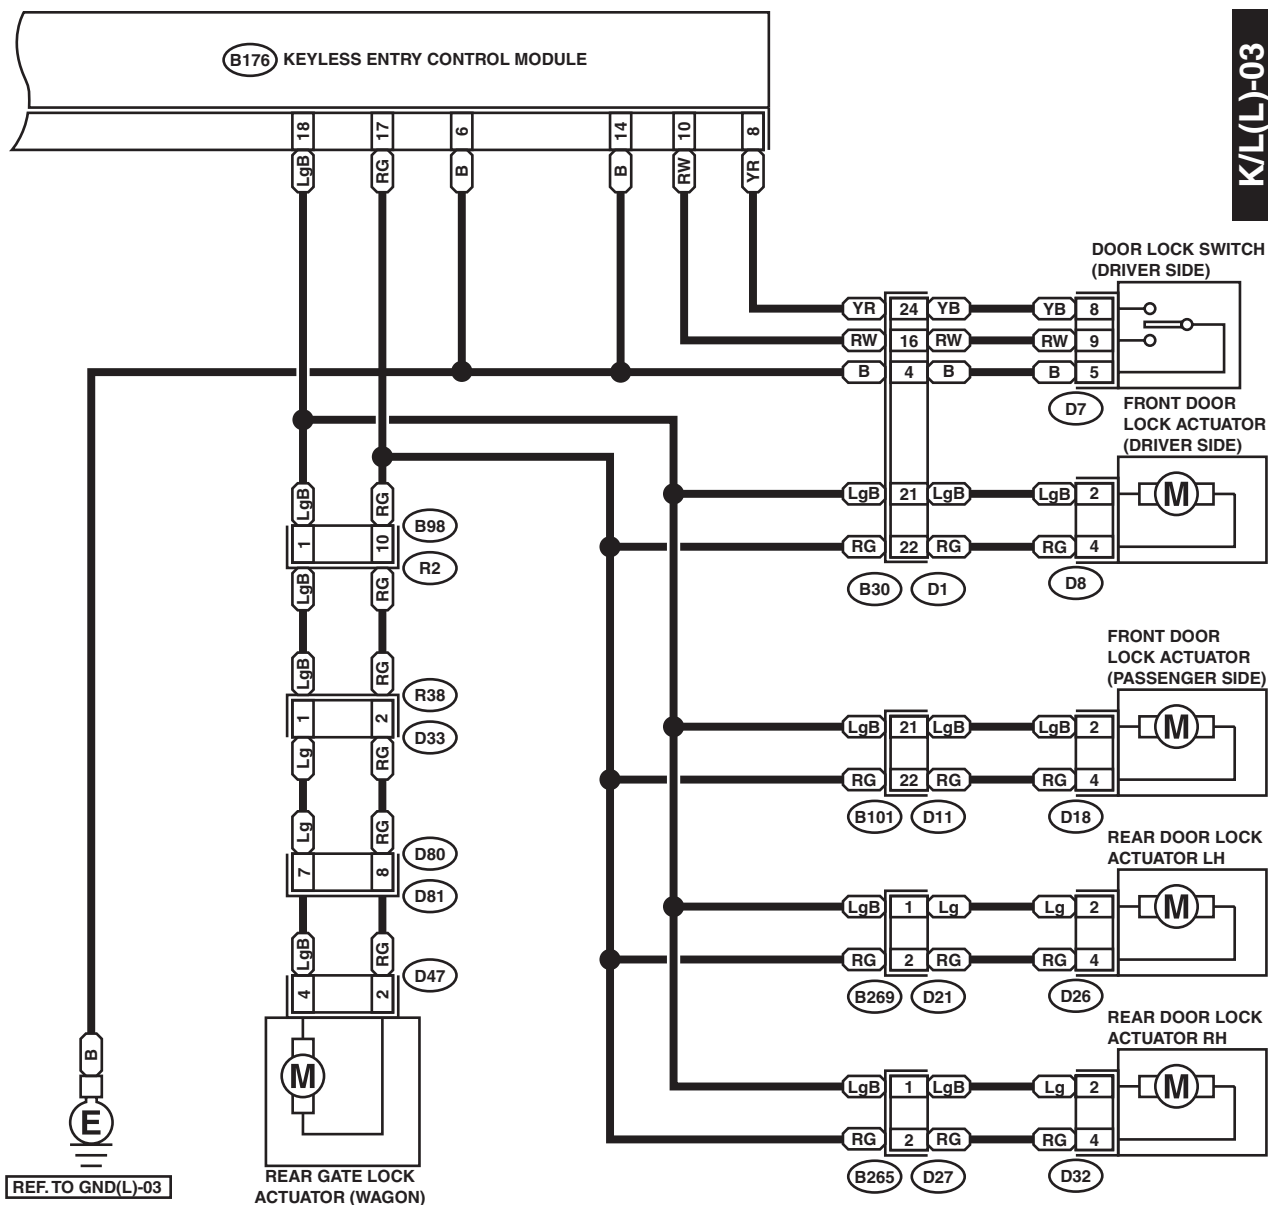 K/L(L)-03
B176 KEYLESS ENTRY CONTROL MODULE
18 17 6 14 10 8
LgB RG B B RW YR
DOOR LOCK SWITCH
(DRIVER SIDE)
YR 24 YB YB 8
RW 16 RW RW 9
B 4 B B 5
D7
FRONT DOOR
LOCK ACTUATOR
(DRIVER SIDE)
LgB 21 LgB LgB 2 M
RG 22 RG RG 4
B30 D1 D8
LgB RG
1 10
B98
R2
LgB RG
LgB RG
1 2
R38
D33
Lg RG
Lg RG
7 8
D80
D81
LgB RG
4 2
D47
M
REAR GATE LOCK
ACTUATOR (WAGON)
B
E
REF. TO GND(L)-03
FRONT DOOR
LOCK ACTUATOR
(PASSENGER SIDE)
LgB 21 LgB LgB 2 M
RG 22 RG RG 4
B101 D11 D18
REAR DOOR LOCK
ACTUATOR LH
LgB 1 Lg Lg 2 M
RG 2 RG RG 4
B269 D21 D26
REAR DOOR LOCK
ACTUATOR RH
LgB 1 LgB Lg 2 M
RG 2 RG RG 4
B265 D27 D32